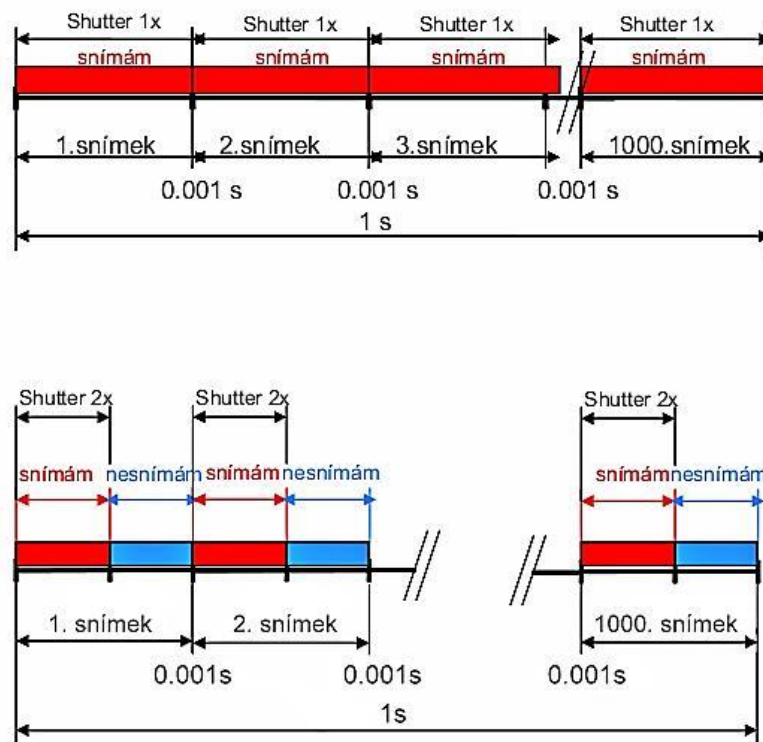 Shutter 1x Shutter 1x Shutter 1x Shutter 1x
snímám snímám snímám snímám
1.snímek 2.snímek 3.snímek 1000.snímek
0.001 s 0.001 s 0.001 s
1 s
Shutter 2x Shutter 2x Shutter 2x
snímám nesnímám snímám nesnímám snímám nesnímám
1. snímek 2. snímek 1000. snímek
0.001s 0.001s 0.001s
1s